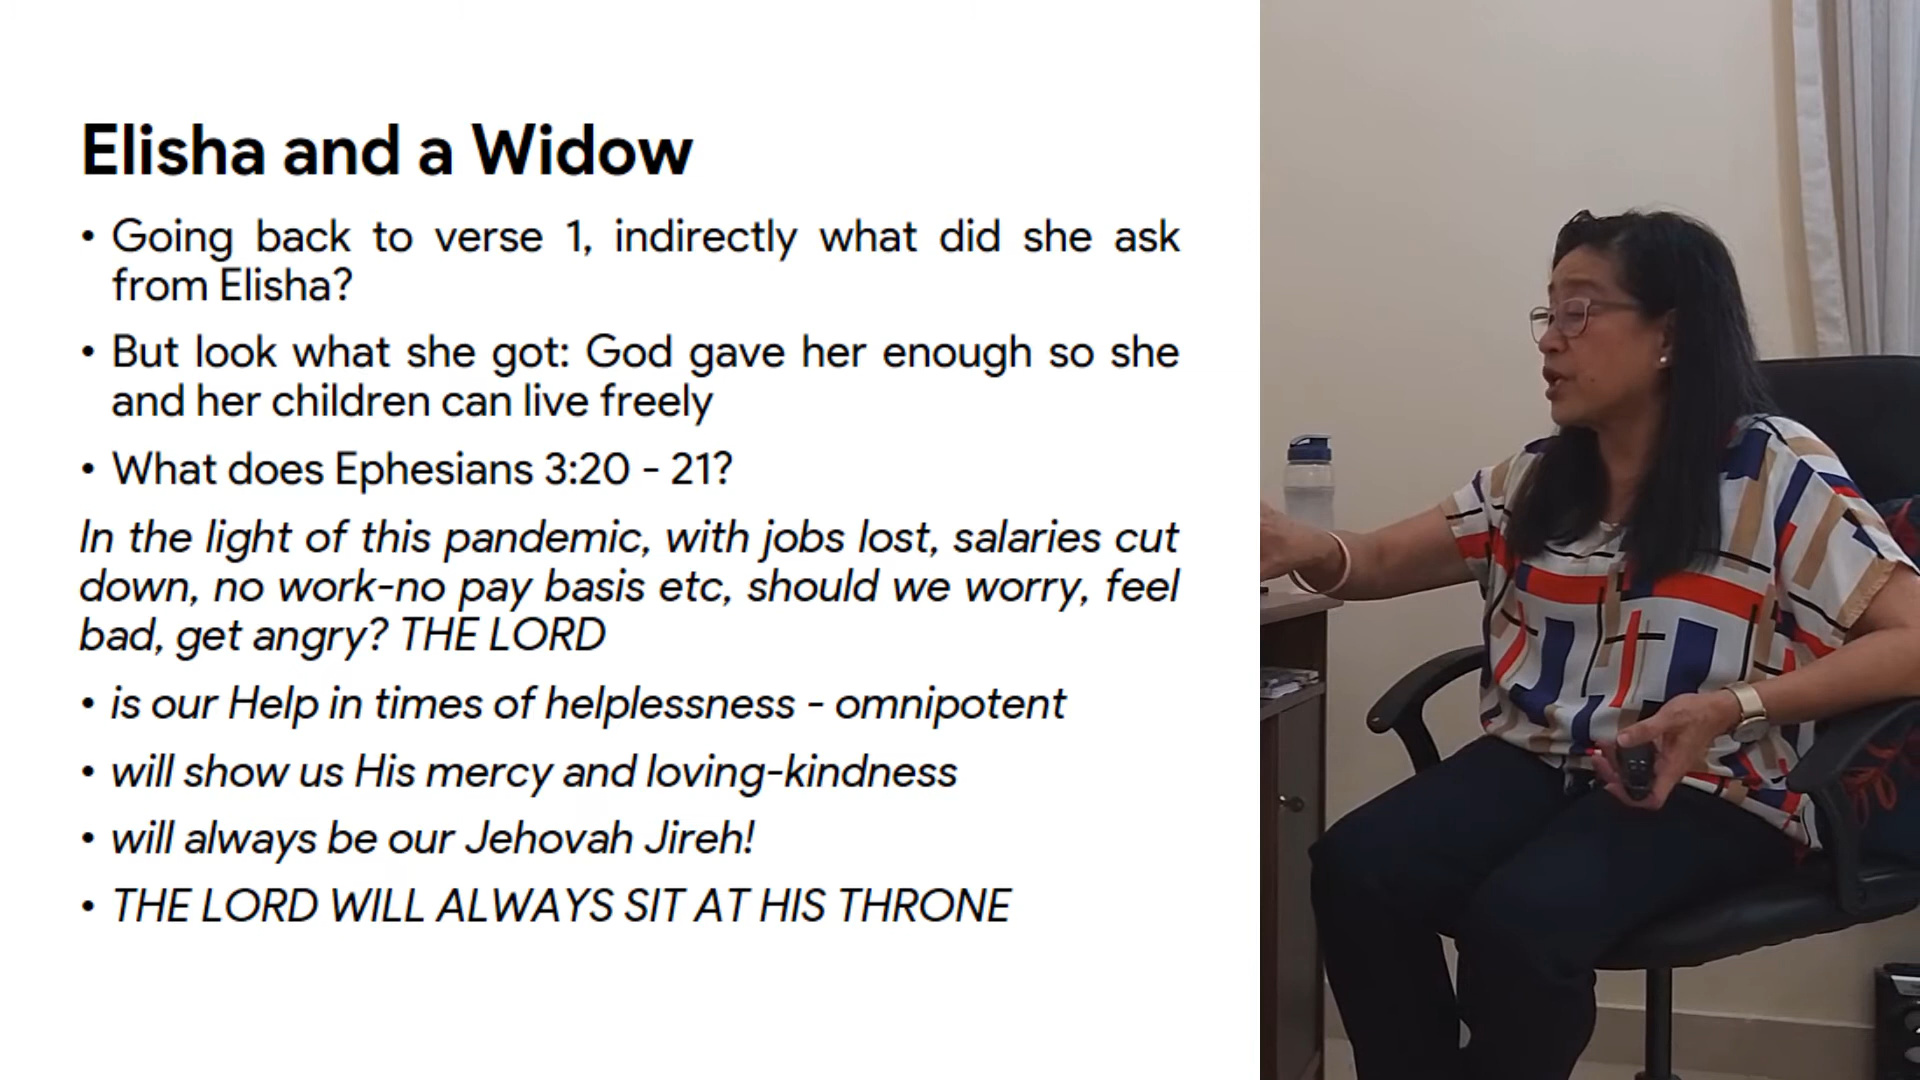 Elisha and a Widow
• Going back to verse 1, indirectly what did she ask
from Elisha?
• But look what she got: God gave her enough so she
and her children can live freely
• What does Ephesians 3:20 - 21?
In the light of this pandemic, with jobs lost, salaries cut
down, no work-no pay basis etc, should we worry, feel
bad, get angry? THE LORD
• is our Help in times of helplessness - omnipotent
• will show us His mercy and loving-kindness
• will always be our Jehovah Jireh!
• THE LORD WILL ALWAYS SIT AT HIS THRONE